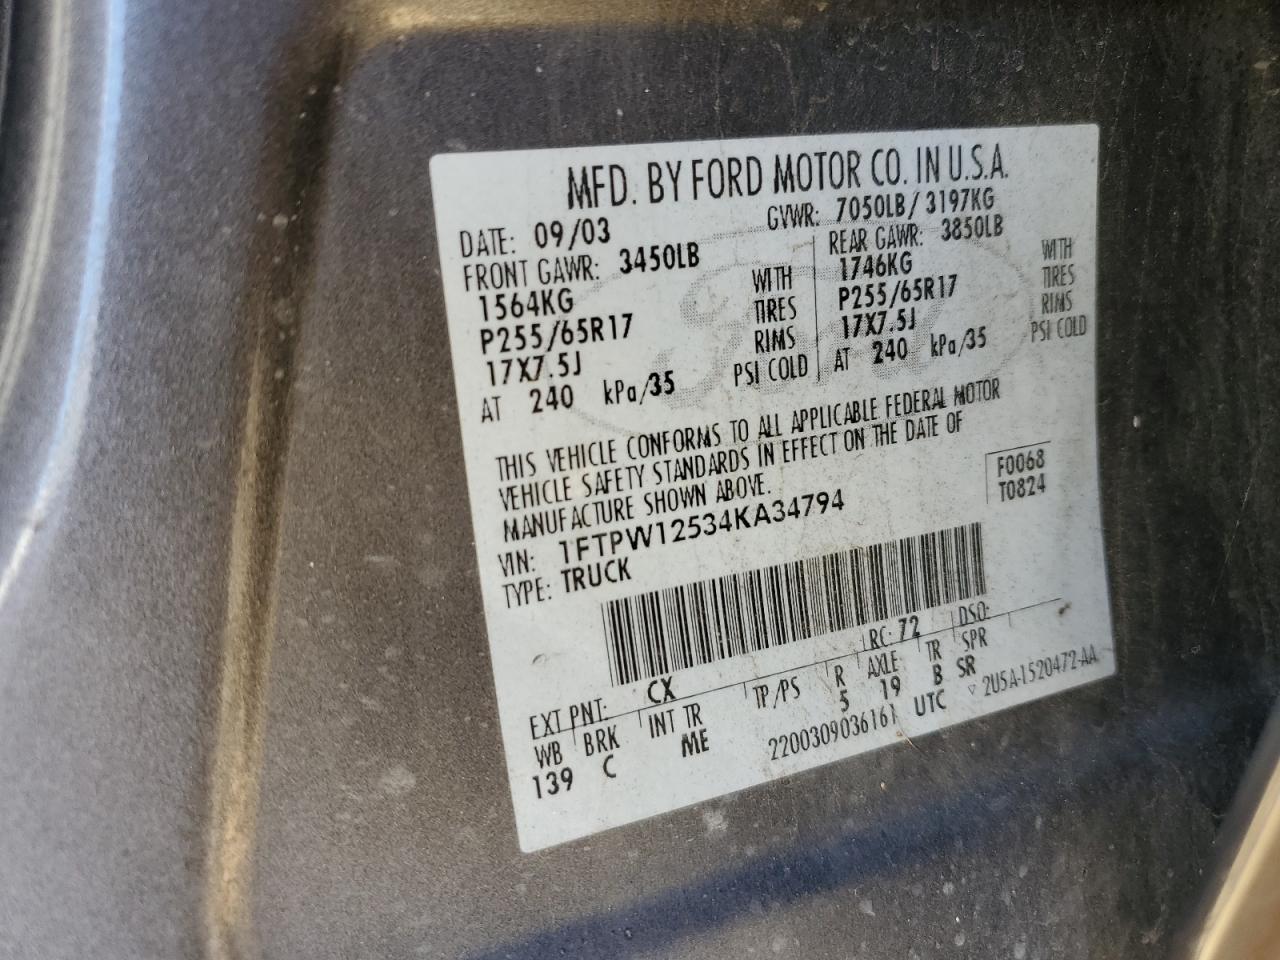 MFD. BY FORD MOTOR CO. IN U.S.A.
DATE: 09/03 GVWR: 7050LB/ 3197KG
FRONT GAWR: 3450LB REAR GAWR: 3850LB
1564KG WITH 1746KG WITH
P255/65R17 TIRES P255/65R17 TIRES
17X7.5J RIMS 17X7.5J RIMS
AT 240 kPa/35 PSI COLD AT 240 kPa/35 PSI COLD
THIS VEHICLE CONFORMS TO ALL APPLICABLE FEDERAL MOTOR
VEHICLE SAFETY STANDARDS IN EFFECT ON THE DATE OF
MANUFACTURE SHOWN ABOVE.
F0068
T0824
VIN: 1FTPW12534KA34794
TYPE: TRUCK
EXT PNT: CX RC: 72 DSO:
WB BRK INT TR TP/PS R AXLE TR SPR
139 C ME 5 19 B SR
2200309036161 UTC ▽ 2U5A-1520472-AA